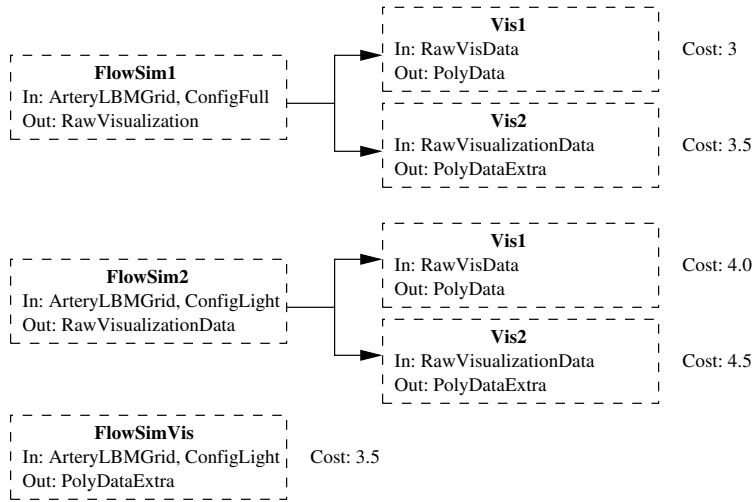 Vis1
In: RawVisData
Out: PolyData
Cost: 3
FlowSim1
In: ArteryLBMGrid, ConfigFull
Out: RawVisualization
Vis2
In: RawVisualizationData
Out: PolyDataExtra
Cost: 3.5
Vis1
In: RawVisData
Out: PolyData
Cost: 4.0
FlowSim2
In: ArteryLBMGrid, ConfigLight
Out: RawVisualizationData
Vis2
In: RawVisualizationData
Out: PolyDataExtra
Cost: 4.5
FlowSimVis
In: ArteryLBMGrid, ConfigLight
Out: PolyDataExtra
Cost: 3.5